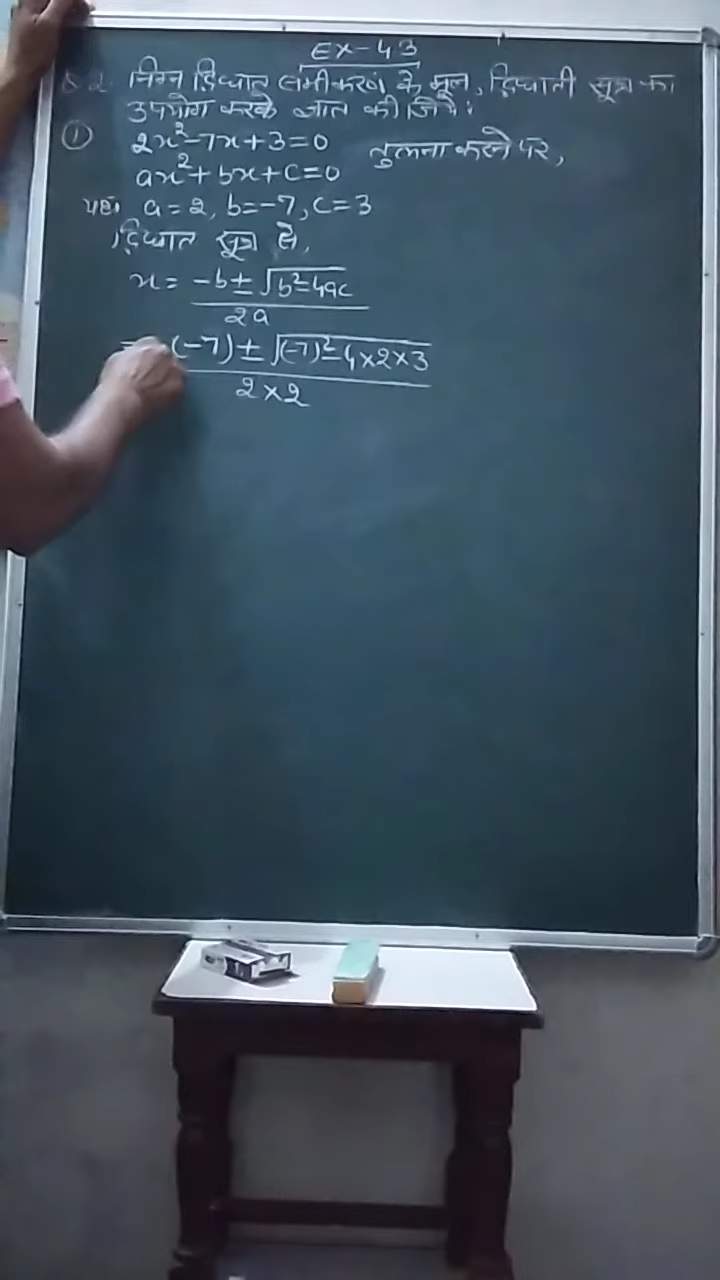 EX-4.3
Q 2. निम्न द्विघात समीकरण के मूल, द्विघाती सूत्र का
उपयोग करके ज्ञात कीजिये।
① 2x²-7x+3=0
ax²+bx+c=0 तुलना करने पर,
यहाँ a=2, b=-7, c=3
द्विघात सूत्र से,
x = -b ± √b²-4ac
2a
= (-7) ± √(-7)²-4×2×3
2×2